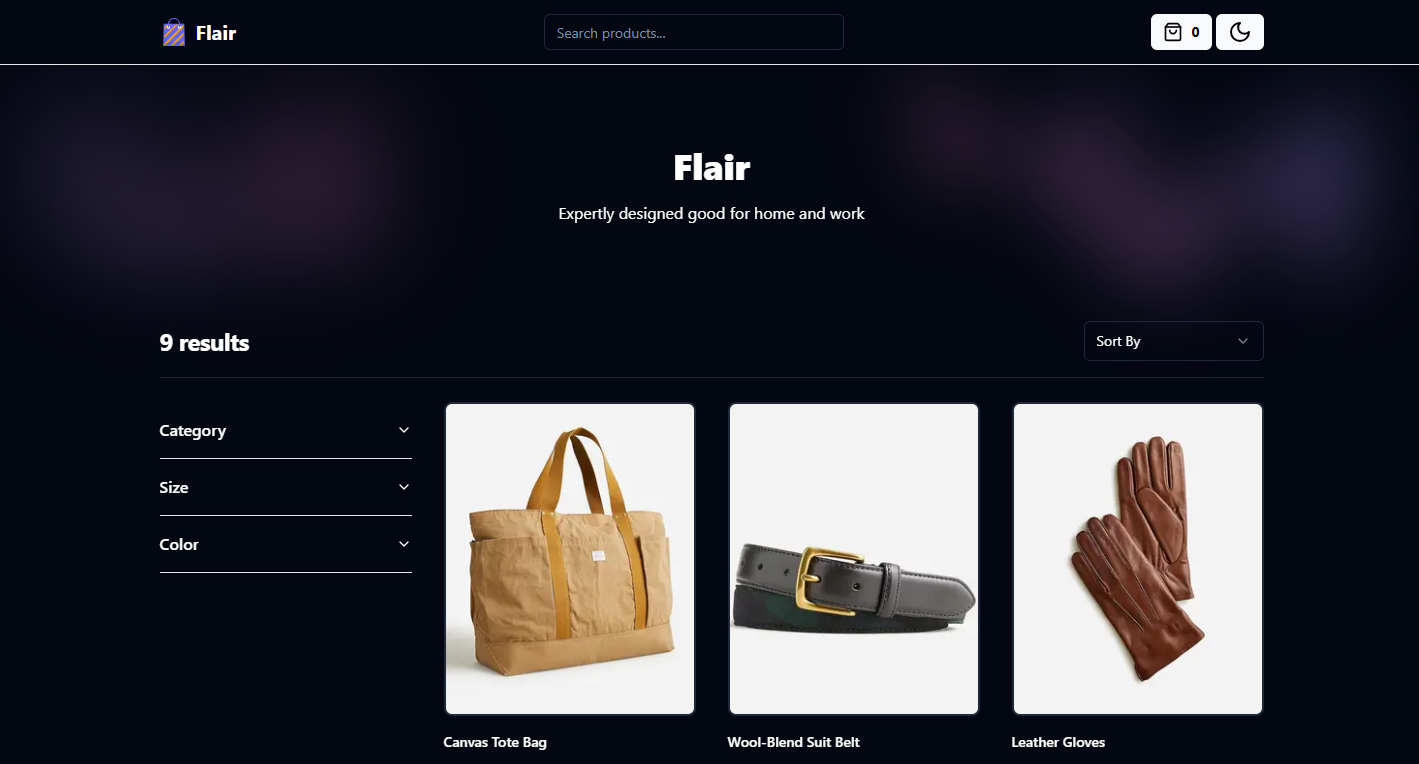 Flair
Search products...
0
Flair
Expertly designed good for home and work
9 results
Sort By
Category
Size
Color
Canvas Tote Bag
Wool-Blend Suit Belt
Leather Gloves